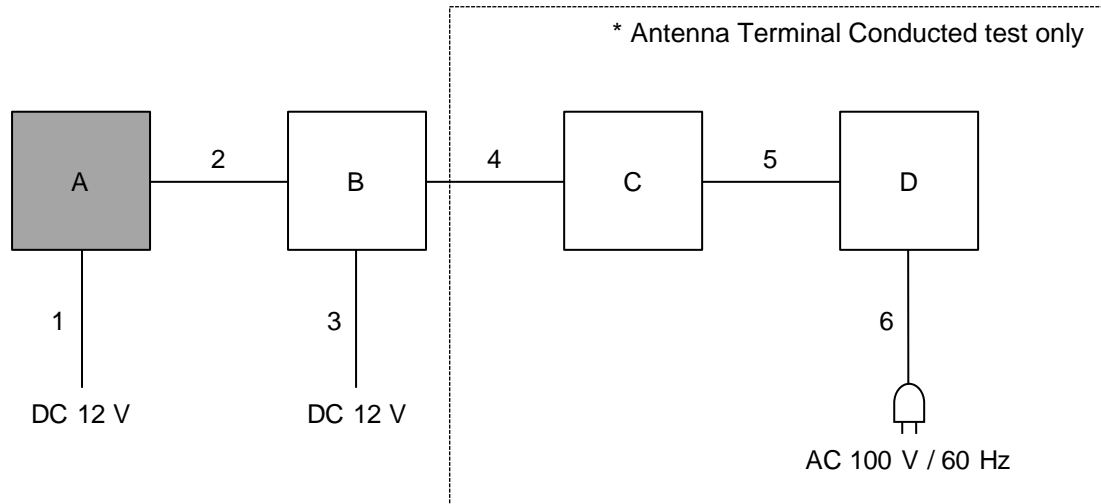 * Antenna Terminal Conducted test only
A
2
B
4
C
5
D
1
3
6
DC 12 V
DC 12 V
AC 100 V / 60 Hz